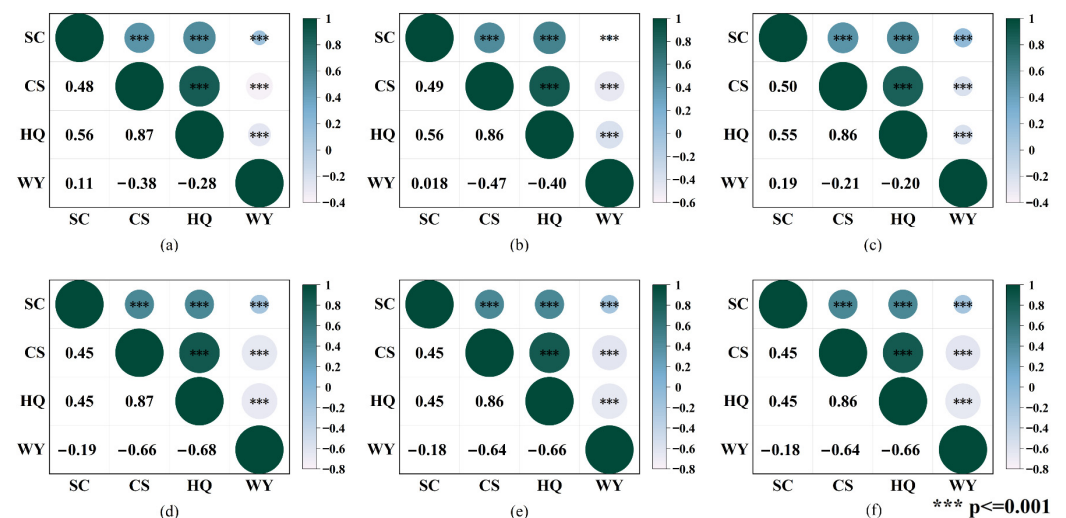 1
SC *** *** *** 0.8
0.6
CS 0.48 *** *** 0.4
0.2
HQ 0.56 0.87 *** 0
−0.2
WY 0.11 −0.38 −0.28 −0.4
SC CS HQ WY
(a)
1
SC *** *** *** 0.8
0.6
CS 0.49 *** *** 0.4
0.2
HQ 0.56 0.86 *** 0
−0.2
−0.4
WY 0.018 −0.47 −0.40 −0.6
SC CS HQ WY
(b)
1
SC *** *** *** 0.8
0.6
CS 0.50 *** *** 0.4
0.2
HQ 0.55 0.86 *** 0
−0.2
WY 0.19 −0.21 −0.20 −0.4
SC CS HQ WY
(c)
1
SC *** *** *** 0.8
0.6
CS 0.45 *** *** 0.4
0.2
HQ 0.45 0.87 *** 0
−0.2
−0.4
WY −0.19 −0.66 −0.68 −0.6
−0.8
SC CS HQ WY
(d)
1
SC *** *** *** 0.8
0.6
CS 0.45 *** *** 0.4
0.2
HQ 0.45 0.86 *** 0
−0.2
−0.4
WY −0.18 −0.64 −0.66 −0.6
−0.8
SC CS HQ WY
(e)
1
SC *** *** *** 0.8
0.6
CS 0.45 *** *** 0.4
0.2
HQ 0.45 0.86 *** 0
−0.2
−0.4
WY −0.18 −0.64 −0.66 −0.6
−0.8
SC CS HQ WY
(f)
*** p<=0.001